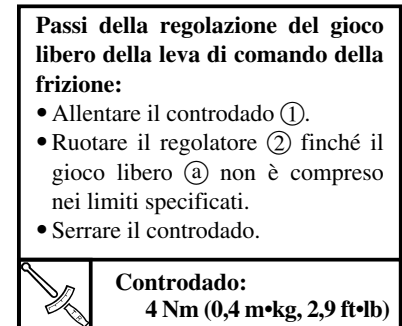 Passi della regolazione del gioco
libero della leva di comando della
frizione:
• Allentare il controdado ①.
• Ruotare il regolatore ② finché il
gioco libero ⓐ non è compreso
nei limiti specificati.
• Serrare il controdado.
Controdado:
4 Nm (0,4 m•kg, 2,9 ft•lb)